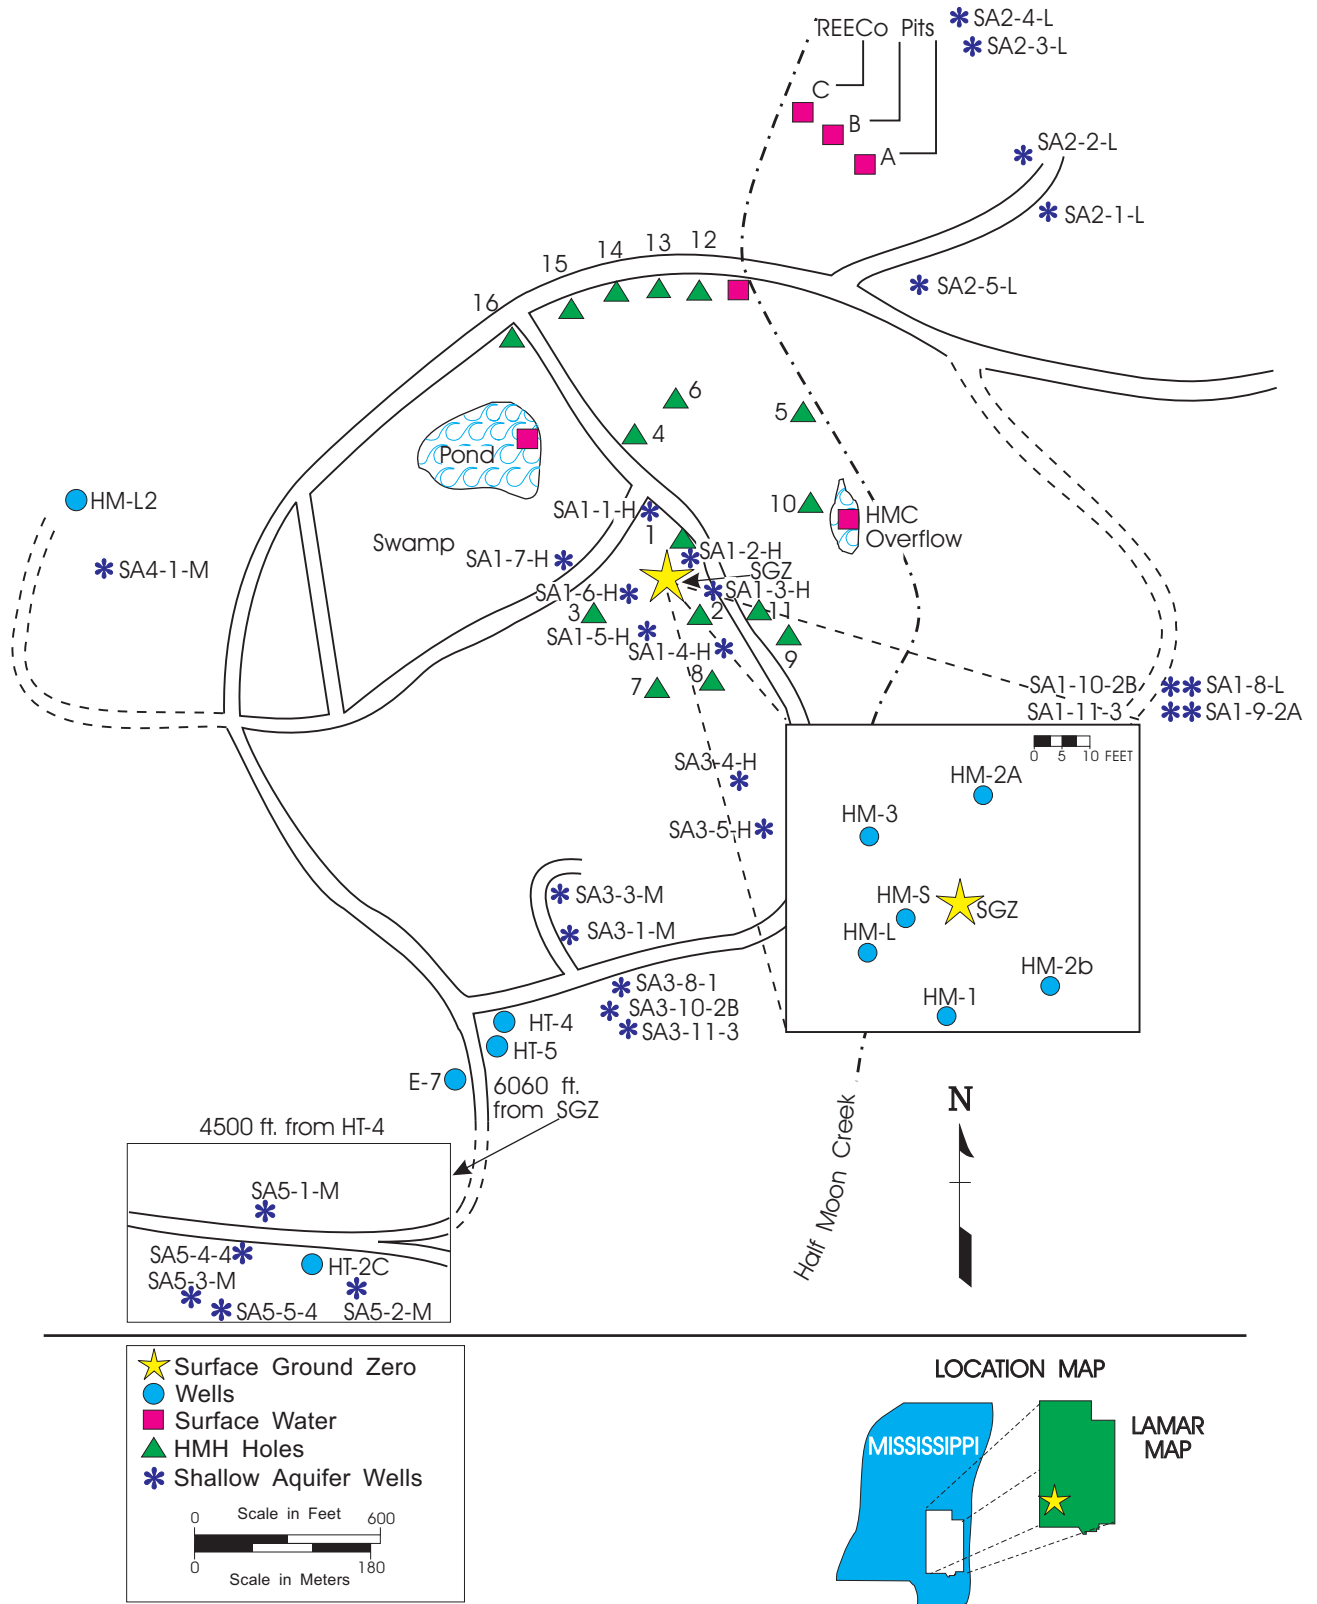 REECo Pits
SA2-4-L
SA2-3-L
C
B
A
SA2-2-L
SA2-1-L
SA2-5-L
12
13
14
15
16
6
5
4
Pond
HM-L2
SA1-1-H
10
HMC
Overflow
1
Swamp
SA1-7-H
SA1-2-H
SGZ
SA4-1-M
SA1-6-H
SA1-3-H
3
2
11
SA1-5-H
SA1-4-H
9
7
8
SA1-10-2B
SA1-8-L
SA1-11-3
SA1-9-2A
0 5 10 FEET
SA3-4-H
HM-2A
HM-3
SA3-5-H
HM-S
SGZ
SA3-3-M
HM-L
SA3-1-M
HM-2b
SA3-8-1
HM-1
SA3-10-2B
HT-4
SA3-11-3
HT-5
E-7
6060 ft.
from SGZ
N
Half Moon Creek
4500 ft. from HT-4
SA5-1-M
SA5-4-4
HT-2C
SA5-3-M
SA5-5-4
SA5-2-M
Surface Ground Zero
Wells
Surface Water
HMH Holes
Shallow Aquifer Wells
0 Scale in Feet 600
0 180
Scale in Meters
LOCATION MAP
MISSISSIPPI
LAMAR
MAP